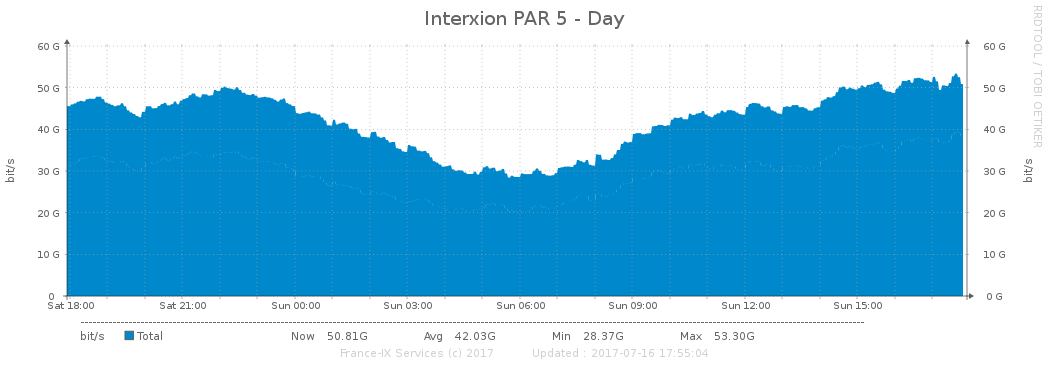 Interxion PAR 5 - Day
RRDTOOL / TOBI OETIKER
60 G
60 G
50 G
50 G
40 G
40 G
30 G
30 G
20 G
20 G
10 G
10 G
0
0 G
bit/s
bit/s
Sat 18:00 Sat 21:00 Sun 00:00 Sun 03:00 Sun 06:00 Sun 09:00 Sun 12:00 Sun 15:00
bit/s Total Now 50.81G Avg 42.03G Min 28.37G Max 53.30G
France-IX Services (c) 2017 Updated : 2017-07-16 17:55:04